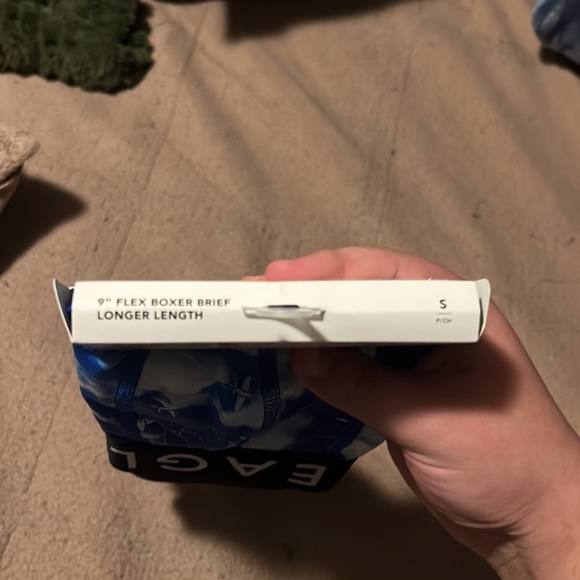 9" FLEX BOXER BRIEF
LONGER LENGTH
S
P/CH
EAGL